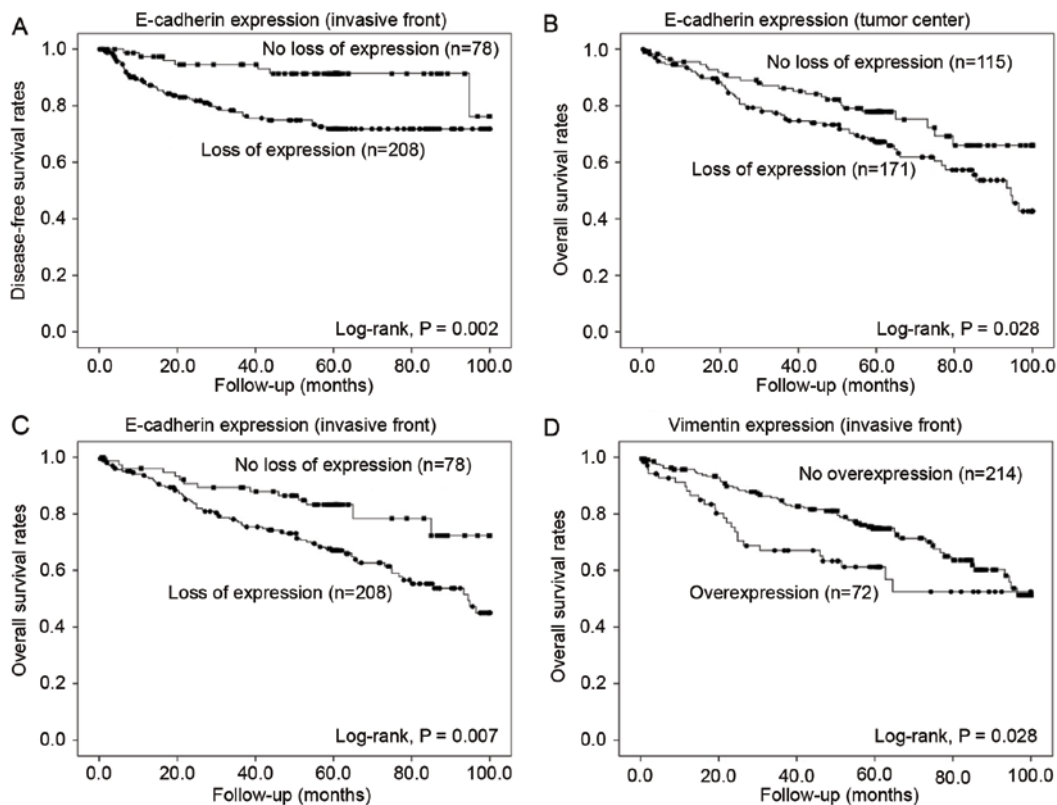 A
E-cadherin expression (invasive front)
Disease-free survival rates
1.0
0.8
0.6
0.4
0.2
0.0
No loss of expression (n=78)
Loss of expression (n=208)
Log-rank, P = 0.002
0.0 20.0 40.0 60.0 80.0 100.0
Follow-up (months)
B
E-cadherin expression (tumor center)
Overall survival rates
1.0
0.8
0.6
0.4
0.2
0.0
No loss of expression (n=115)
Loss of expression (n=171)
Log-rank, P = 0.028
0.0 20.0 40.0 60.0 80.0 100.0
Follow-up (months)
C
E-cadherin expression (invasive front)
Overall survival rates
1.0
0.8
0.6
0.4
0.2
0.0
No loss of expression (n=78)
Loss of expression (n=208)
Log-rank, P = 0.007
0.0 20.0 40.0 60.0 80.0 100.0
Follow-up (months)
D
Vimentin expression (invasive front)
Overall survival rates
1.0
0.8
0.6
0.4
0.2
0.0
No overexpression (n=214)
Overexpression (n=72)
Log-rank, P = 0.028
0.0 20.0 40.0 60.0 80.0 100.0
Follow-up (months)